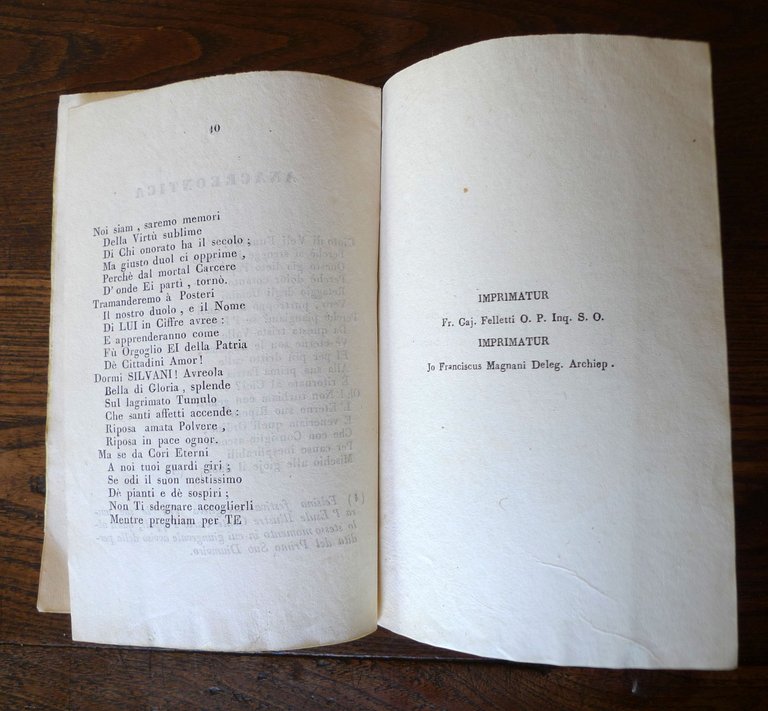 10
Noi siam , saremo memori
Della Virtù sublime
Di Chi onorato ha il secolo ;
Ma giusto duol ci opprime ,
Perchè dal mortal Carcere
D'onde Ei parti , tornò.
Tramanderemo à Posteri
Il nostro duolo , e il Nome
Di LUI in Ciffre avree :
E apprenderanno come
Fù Orgoglio EI della Patria
Dè Cittadini Amor !
Dormi SILVANI ! Avreola
Bella di Gloria , splende
Sul lagrimato Tumulo
Che santi affetti accende :
Riposa amata Polvere ,
Riposa in pace ognor.
Ma se da Cori Eterni
A noi tuoi guardi giri ;
Se odi il suon mestissimo
Dè pianti e dè sospiri ;
Non Ti sdegnare accoglierli
Mentre preghiam per TE
IMPRIMATUR
Fr. Caj. Felletti O. P. Inq. S. O.
IMPRIMATUR
Jo Franciscus Magnani Deleg. Archiep .